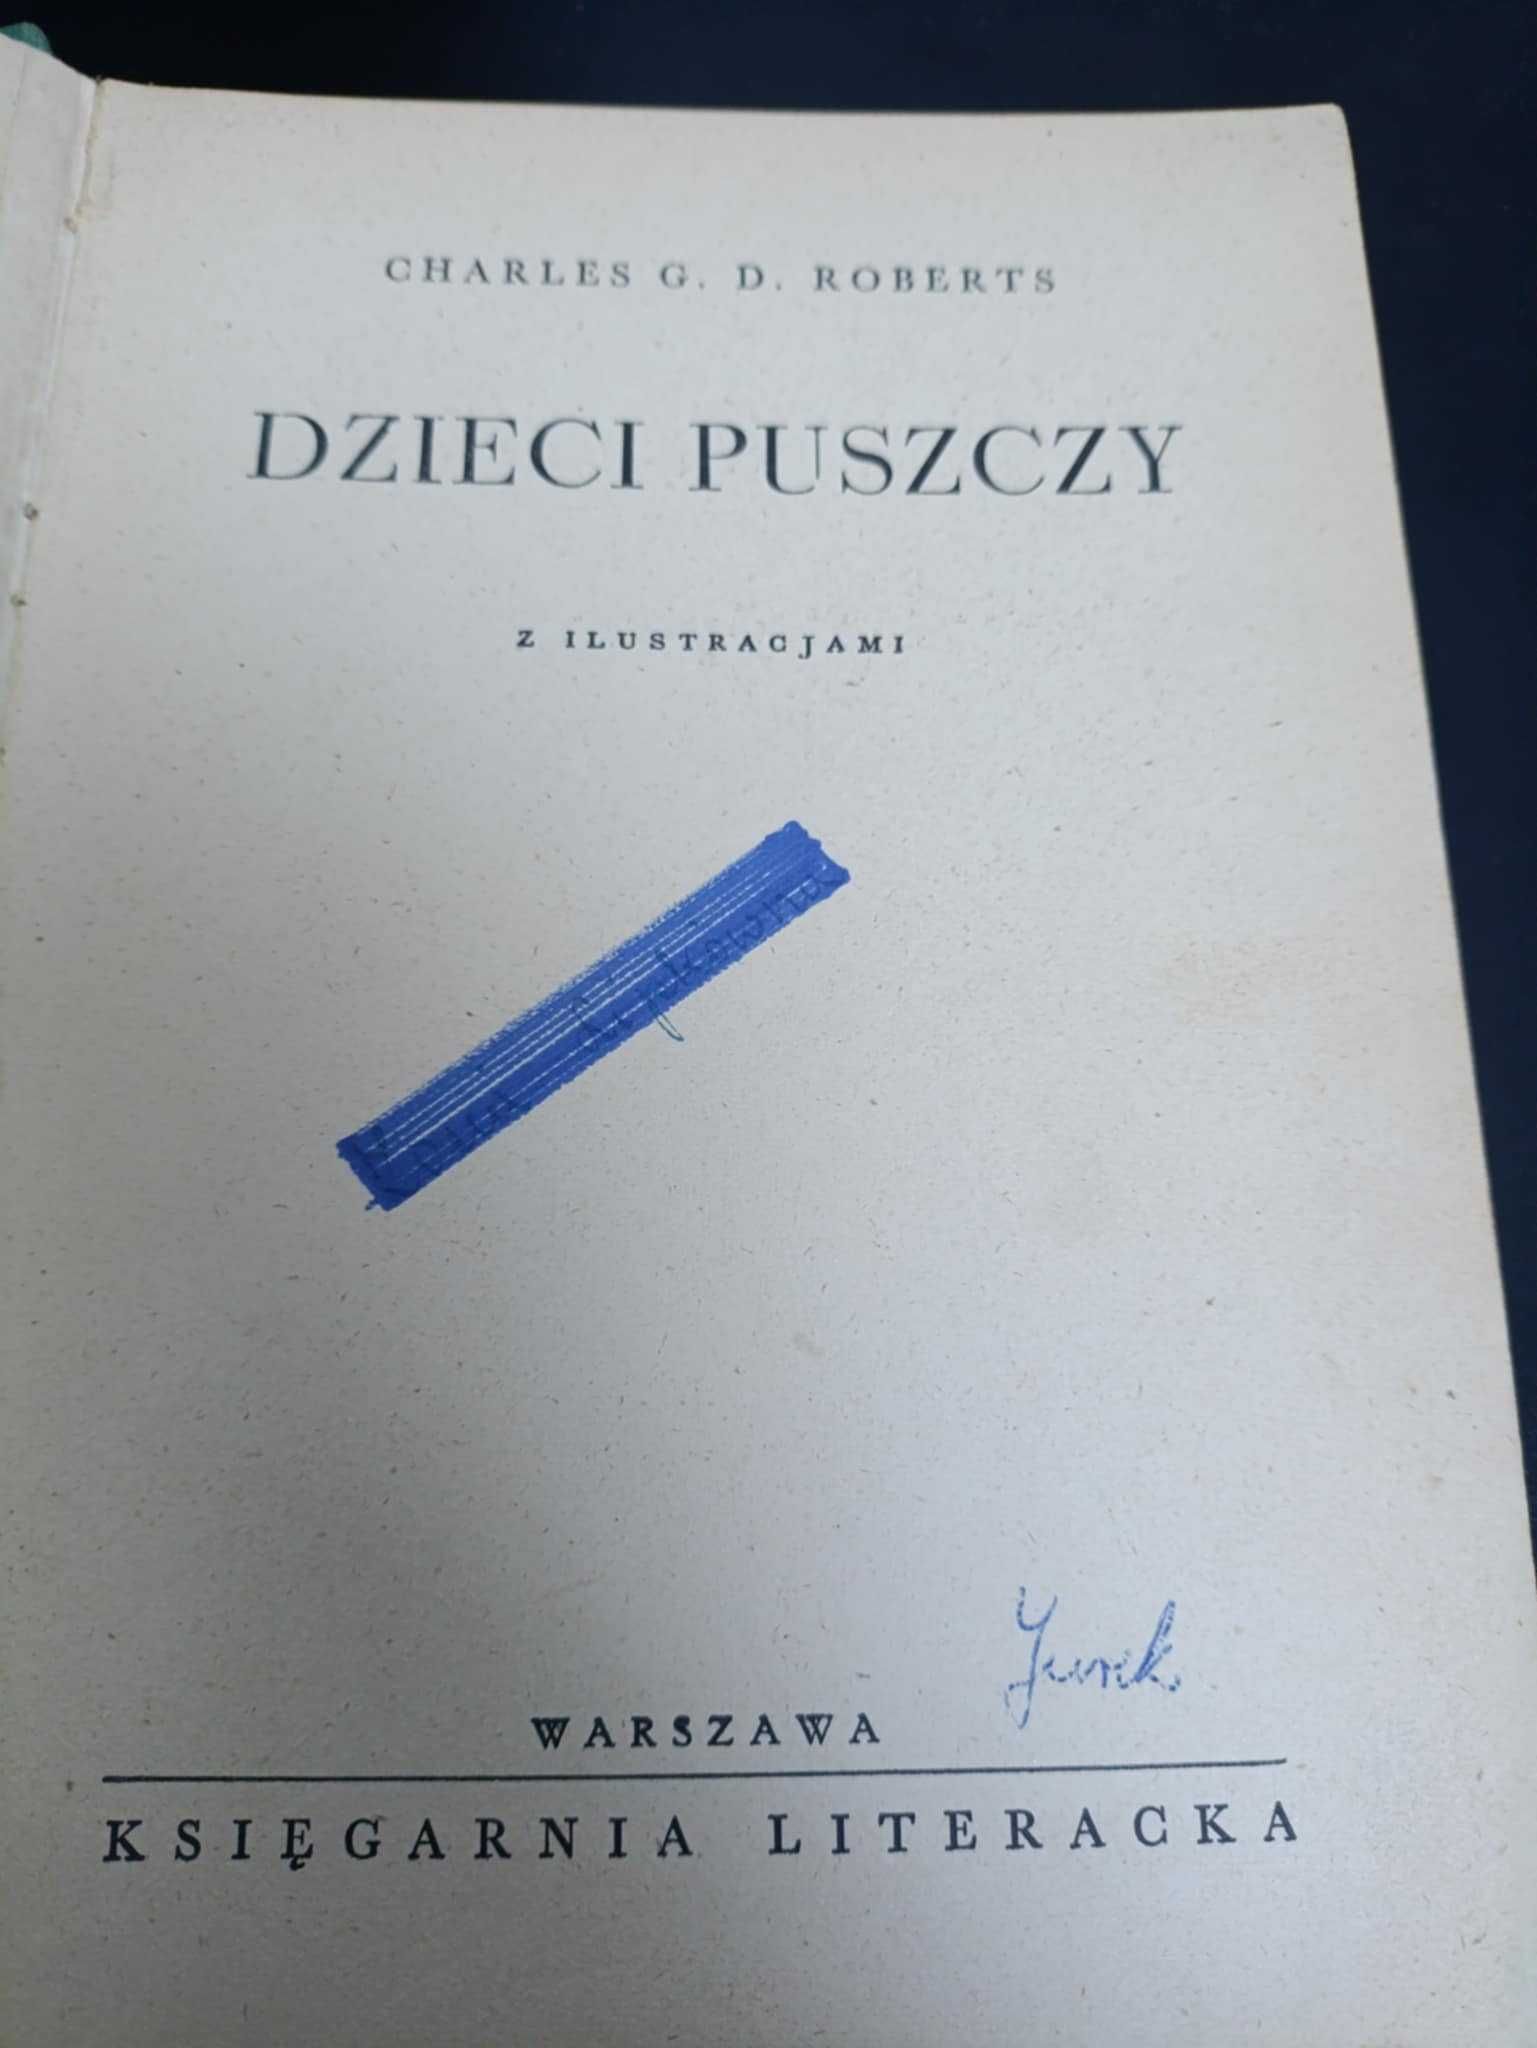 CHARLES G. D. ROBERTS
DZIECI PUSZCZY
Z ILUSTRACJAMI
Jurek
WARSZAWA
KSIĘGARNIA LITERACKA